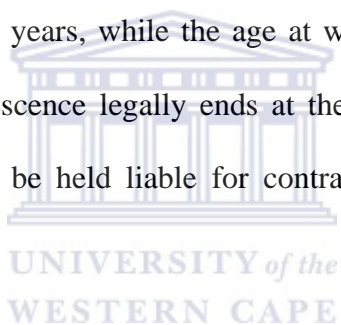 years, while the age at w
scence legally ends at the
be held liable for contra
UNIVERSITY of the
WESTERN CAPE